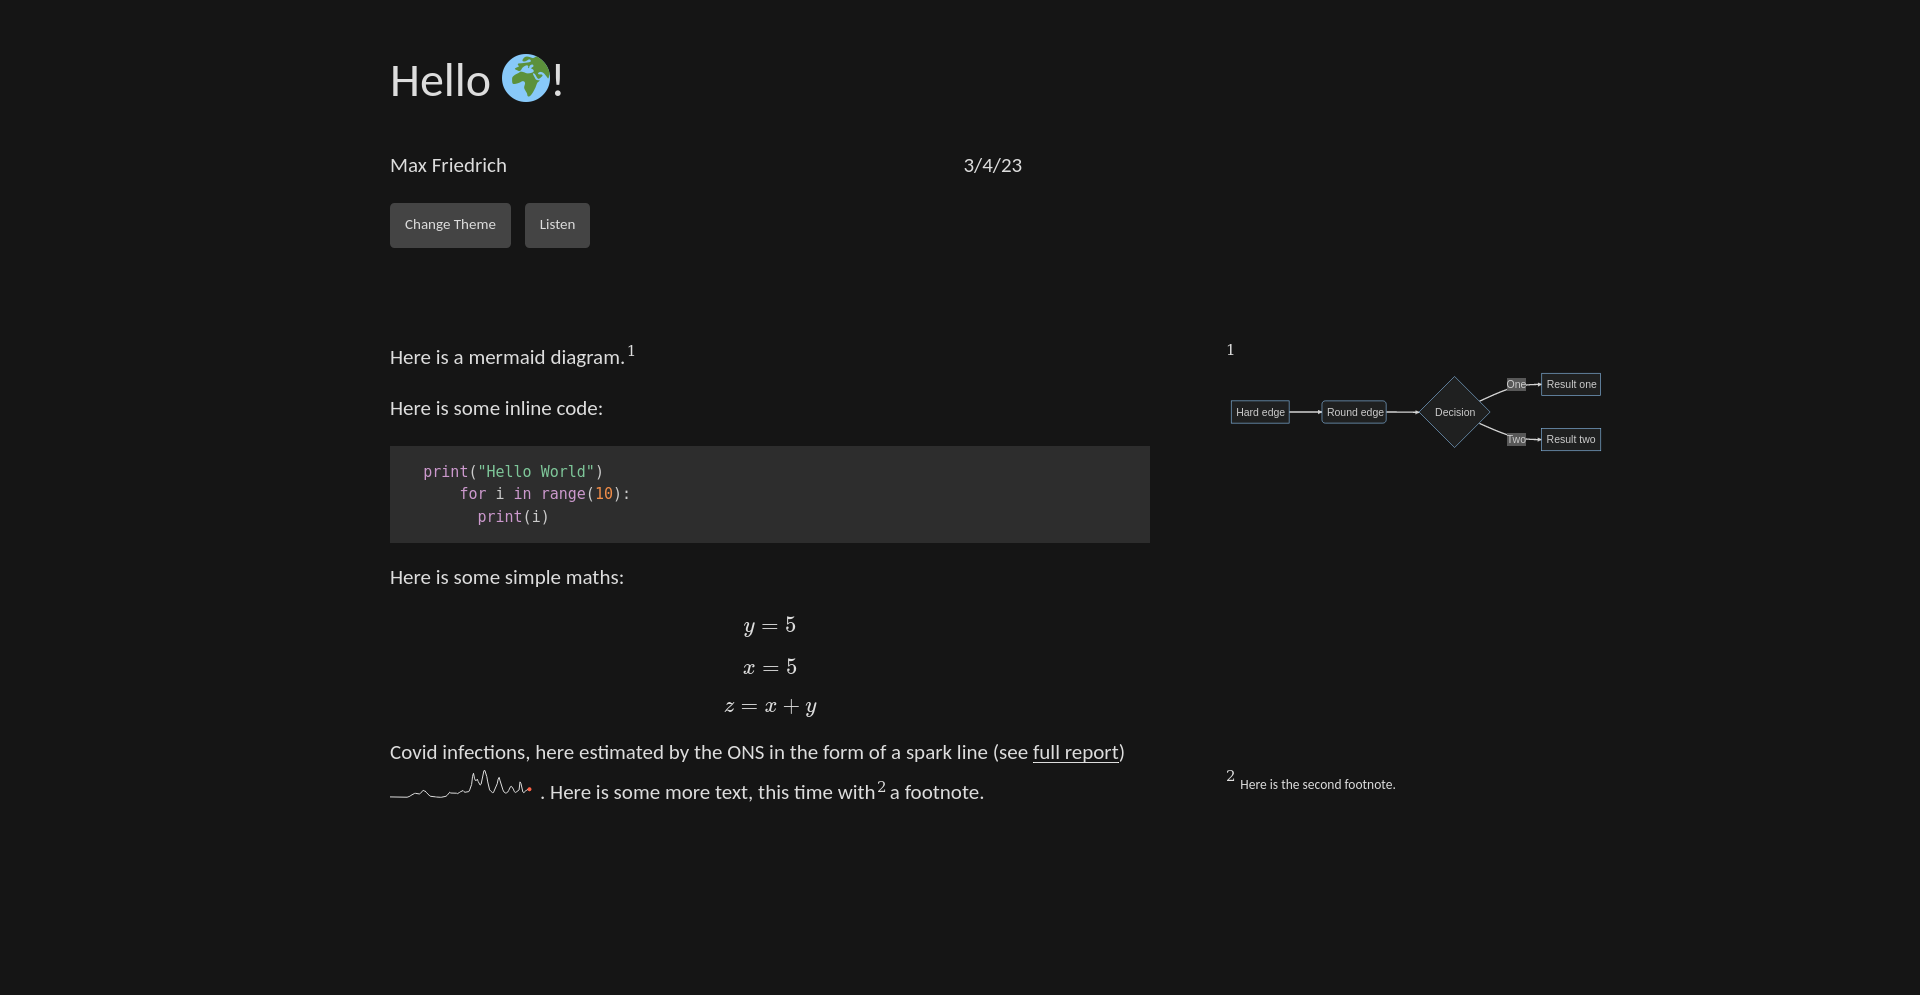 Hello 🌍!
Max Friedrich 3/4/23
Change Theme Listen
Here is a mermaid diagram.1
Here is some inline code:
print("Hello World")
for i in range(10):
print(i)
Here is some simple maths:
y = 5
x = 5
z = x + y
Covid infections, here estimated by the ONS in the form of a spark line (see full report)
. Here is some more text, this time with2 a footnote.
1
Hard edge
Round edge
Decision
One
Result one
Two
Result two
2 Here is the second footnote.